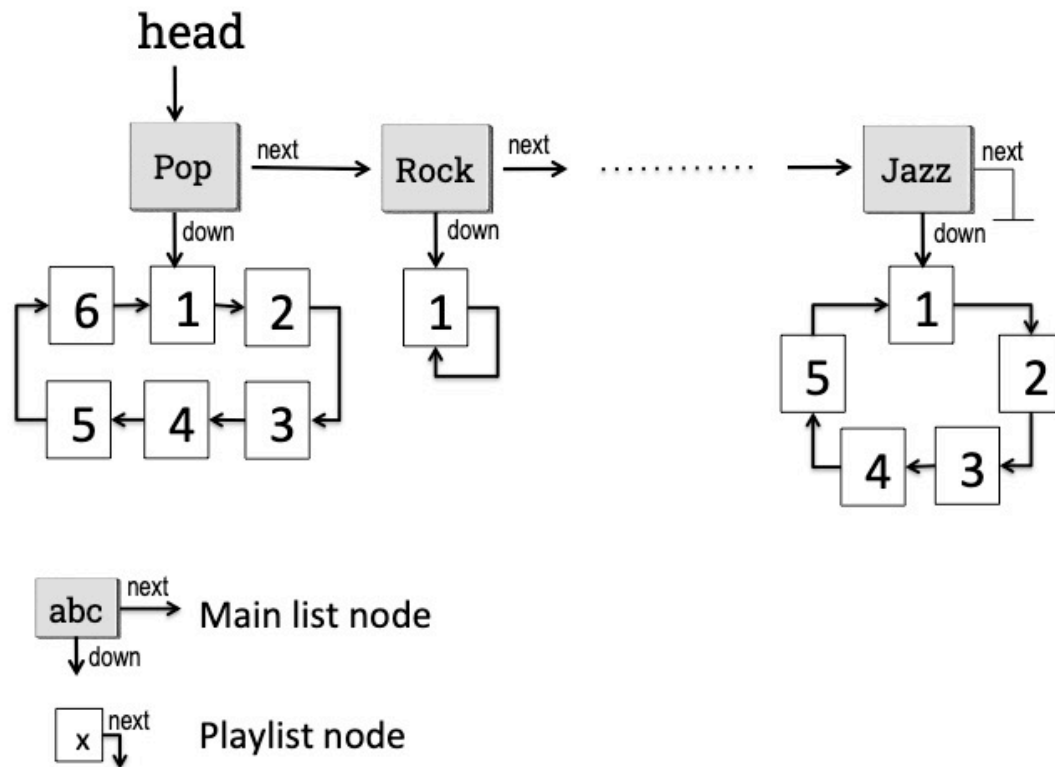 head
Pop next Rock next Jazz next
down down down
6 1 2 1 1
5 4 3 5 2
4 3
abc next Main list node
down
x next Playlist node